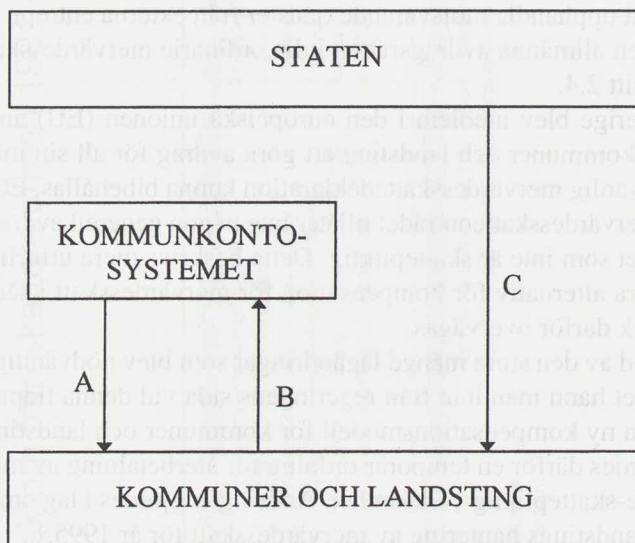 STATEN
KOMMUNKONTO-
SYSTEMET
C
A
B
KOMMUNER OCH LANDSTING